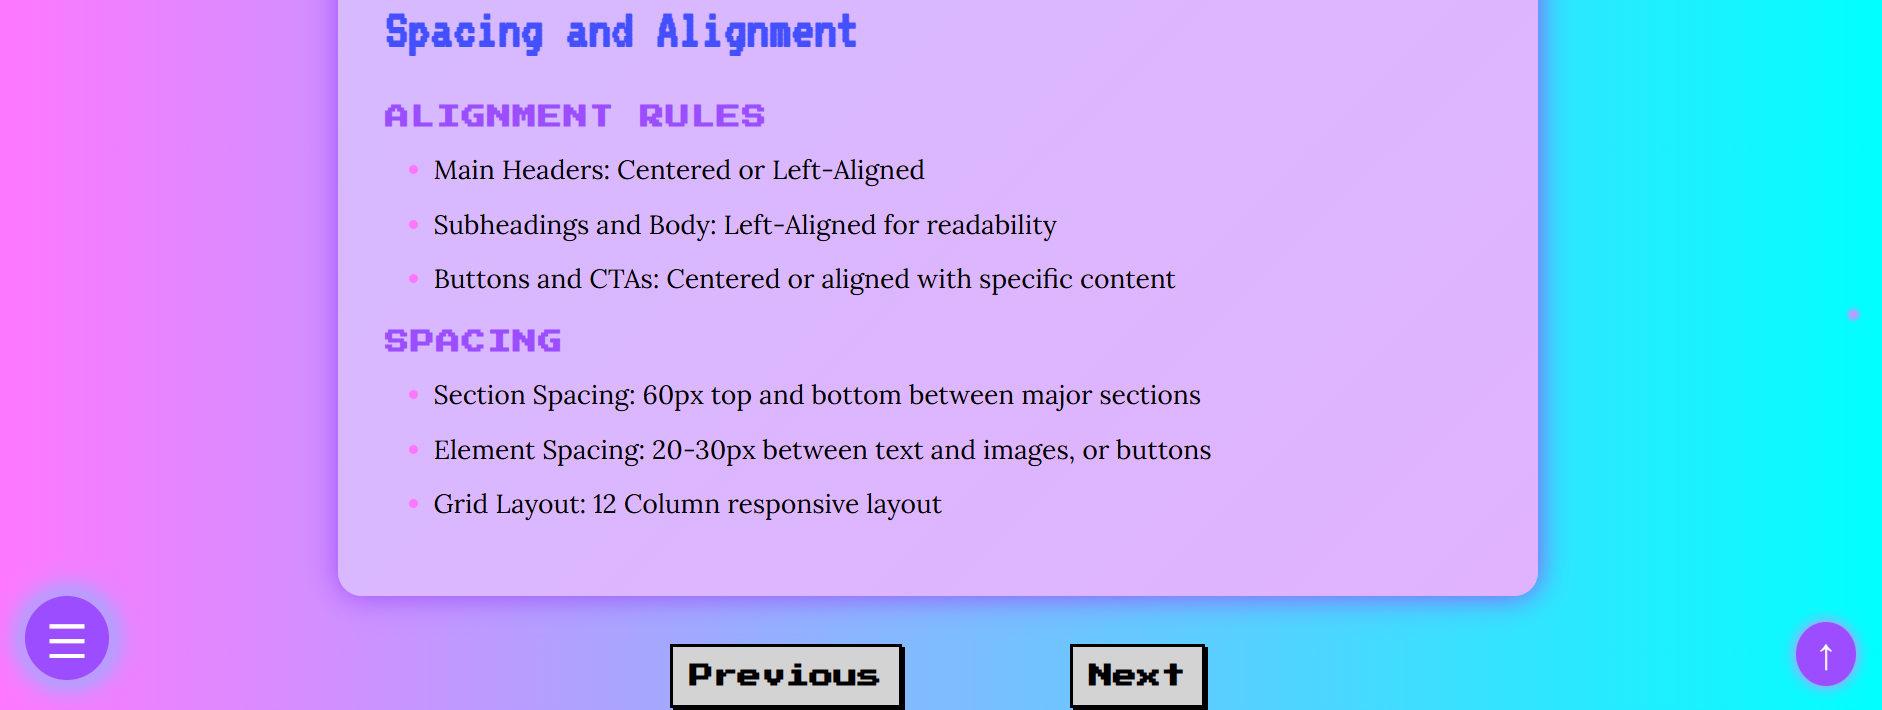 Spacing and Alignment
ALIGNMENT RULES
Main Headers: Centered or Left-Aligned
Subheadings and Body: Left-Aligned for readability
Buttons and CTAs: Centered or aligned with specific content
SPACING
Section Spacing: 60px top and bottom between major sections
Element Spacing: 20-30px between text and images, or buttons
Grid Layout: 12 Column responsive layout
Previous
Next